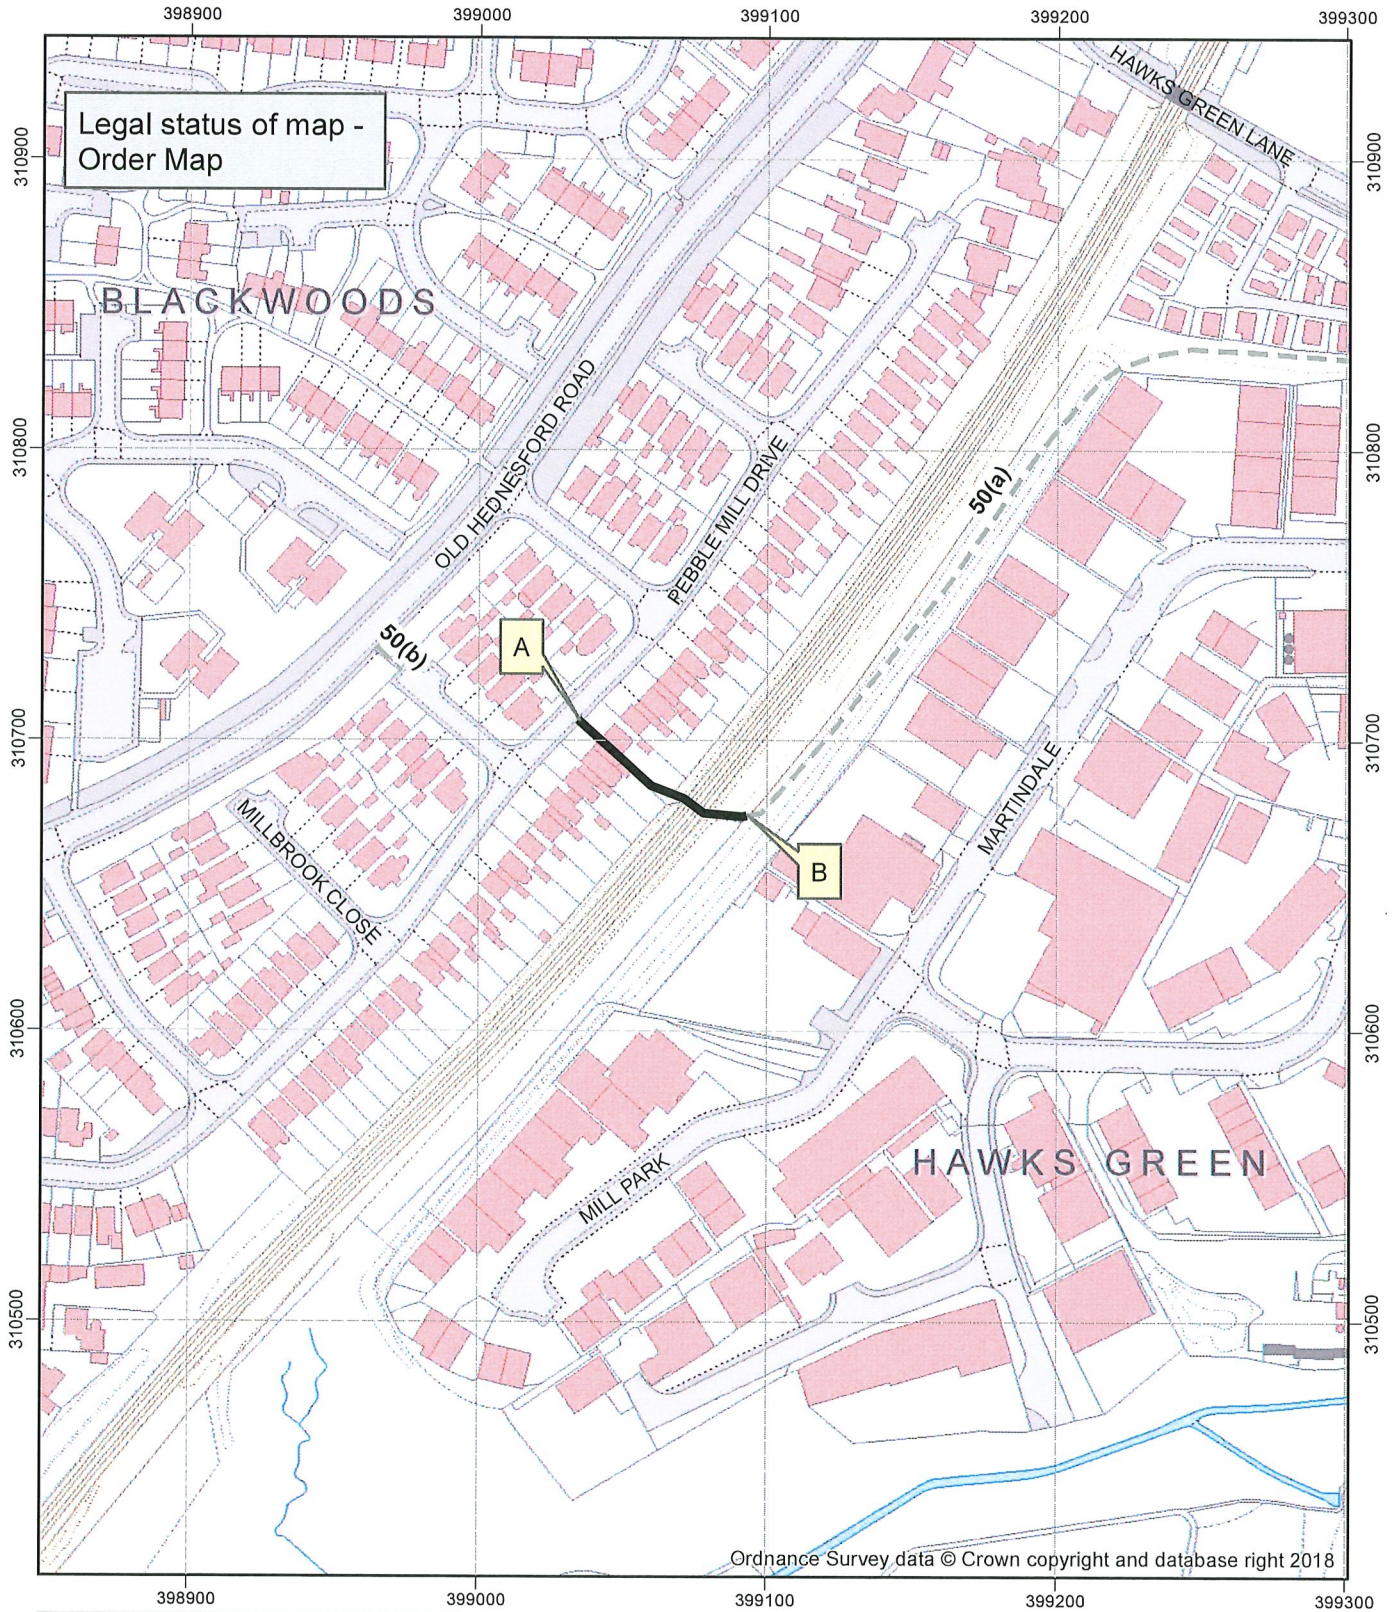 398900 399000 399100 399200 399300
Legal status of map -
Order Map
HAWKS GREEN LANE
310900 310900
BLACKWOODS
OLD HEDNESFORD ROAD
PEBBLE MILL DRIVE
310800 310800
50(a)
50(b)
A
310700 310700
MARTINDALE
MILLBROOK CLOSE
B
310600 310600
HAWKS GREEN
MILL PARK
310500 310500
Ordnance Survey data © Crown copyright and database right 2018
398900 399000 399100 399200 399300